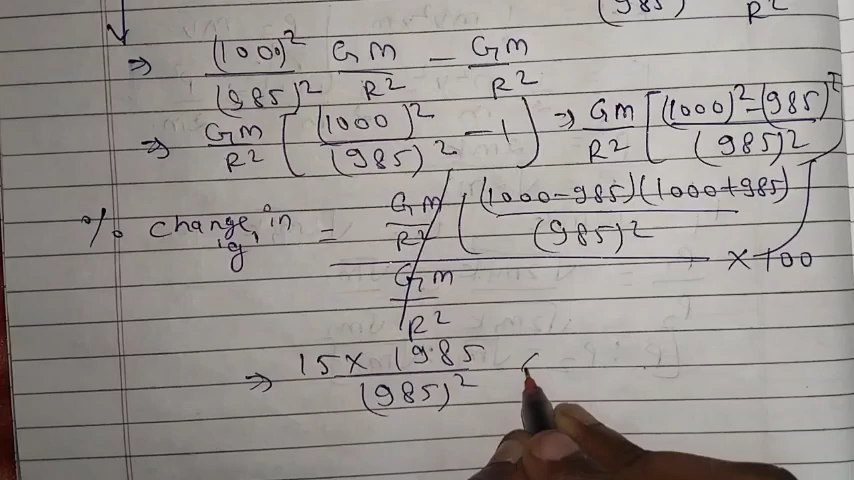 (985) R²
⇒ (1000)²/(985)² GM/R² − GM/R²
⇒ GM/R² [(1000)²/(985)² − 1] ⇒ GM/R² [(1000)² − (985)²/(985)²]
% change in 'g' = GM/R² [(1000−985)(1000+985)/(985)²] / GM/R² × 100
⇒ 15 × 1985/(985)²